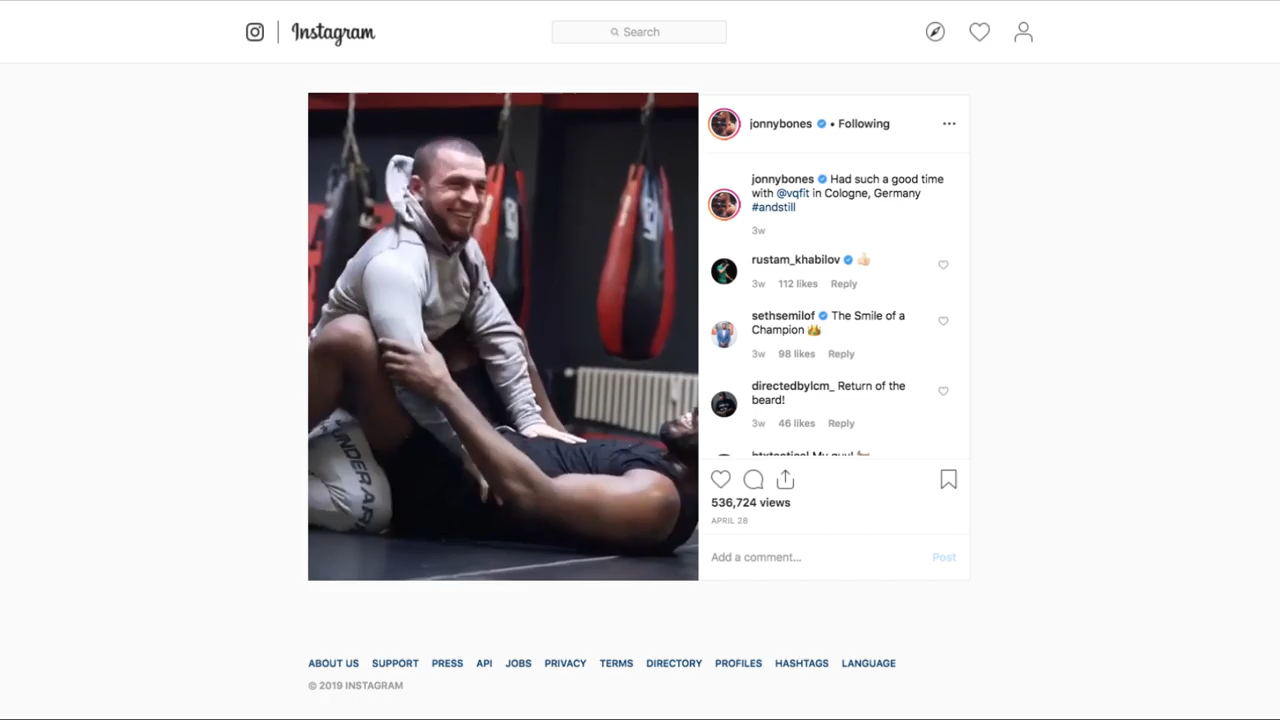 Instagram
Search
jonnybones • Following
jonnybones Had such a good time
with @vqfit in Cologne, Germany
#andstill
3w
rustam_khabilov 👍🏻
3w 112 likes Reply
sethsemilof The Smile of a
Champion 👑
3w 98 likes Reply
directedbylcm_ Return of the
beard!
3w 46 likes Reply
UNDER AR
536,724 views
APRIL 28
Add a comment... Post
ABOUT US SUPPORT PRESS API JOBS PRIVACY TERMS DIRECTORY PROFILES HASHTAGS LANGUAGE
© 2019 INSTAGRAM